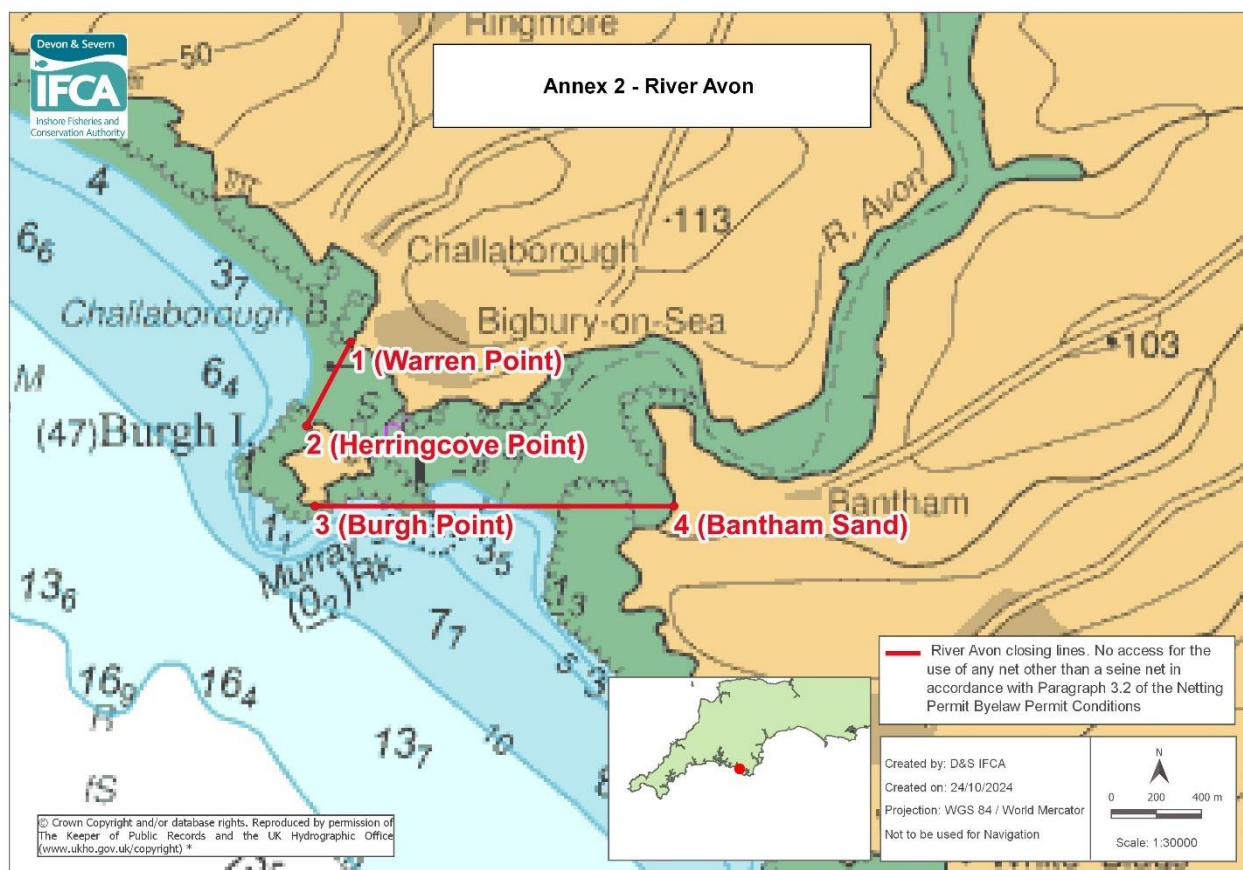 Devon & Severn
IFCA
Inshore Fisheries and
Conservation Authority
Annex 2 - River Avon
Ringmore
50
4
6₆
3₇
Challaborough
113
R. Avon
Challaborough B.
Bigbury-on-Sea
1 (Warren Point)
103
6₄
M
S
(47)Burgh I.
2 (Herringcove Point)
Bantham
3 (Burgh Point)
4 (Bantham Sand)
1₁
3₅
Murray
(0₂)Rk.
13₆
1₃
7₇
S
3
16₉
16₄
R
13₇
10
fS
River Avon closing lines. No access for the
use of any net other than a seine net in
accordance with Paragraph 3.2 of the Netting
Permit Byelaw Permit Conditions
Created by: D&S IFCA
Created on: 24/10/2024
Projection: WGS 84 / World Mercator
Not to be used for Navigation
N
0 200 400 m
Scale: 1:30000
© Crown Copyright and/or database rights. Reproduced by permission of
The Keeper of Public Records and the UK Hydrographic Office
(www.ukho.gov.uk/copyright) *